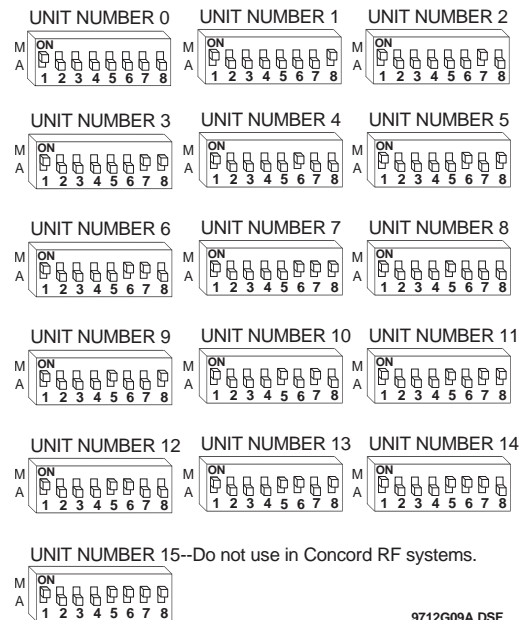 UNIT NUMBER 0 UNIT NUMBER 1 UNIT NUMBER 2
M ON M ON M ON
A A A
1 2 3 4 5 6 7 8 1 2 3 4 5 6 7 8 1 2 3 4 5 6 7 8
UNIT NUMBER 3 UNIT NUMBER 4 UNIT NUMBER 5
M ON M ON M ON
A A A
1 2 3 4 5 6 7 8 1 2 3 4 5 6 7 8 1 2 3 4 5 6 7 8
UNIT NUMBER 6 UNIT NUMBER 7 UNIT NUMBER 8
M ON M ON M ON
A A A
1 2 3 4 5 6 7 8 1 2 3 4 5 6 7 8 1 2 3 4 5 6 7 8
UNIT NUMBER 9 UNIT NUMBER 10 UNIT NUMBER 11
M ON M ON M ON
A A A
1 2 3 4 5 6 7 8 1 2 3 4 5 6 7 8 1 2 3 4 5 6 7 8
UNIT NUMBER 12 UNIT NUMBER 13 UNIT NUMBER 14
M ON M ON M ON
A A A
1 2 3 4 5 6 7 8 1 2 3 4 5 6 7 8 1 2 3 4 5 6 7 8
UNIT NUMBER 15--Do not use in Concord RF systems.
M ON
A
1 2 3 4 5 6 7 8
9712G09A.DSF